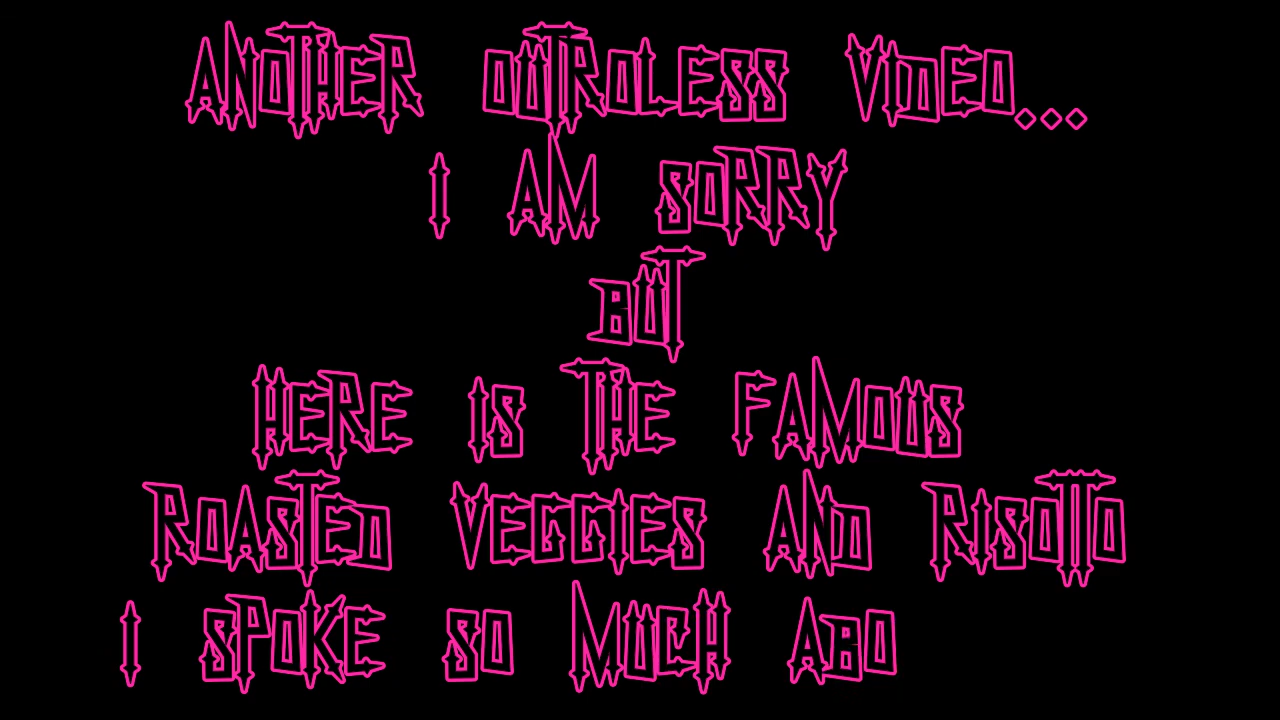 ANOTHER OUTROLESS VIDEO...
I AM SORRY
BUT
HERE IS THE FAMOUS
ROASTED VEGGIES AND RISOTTO
I SPOKE SO MUCH ABO